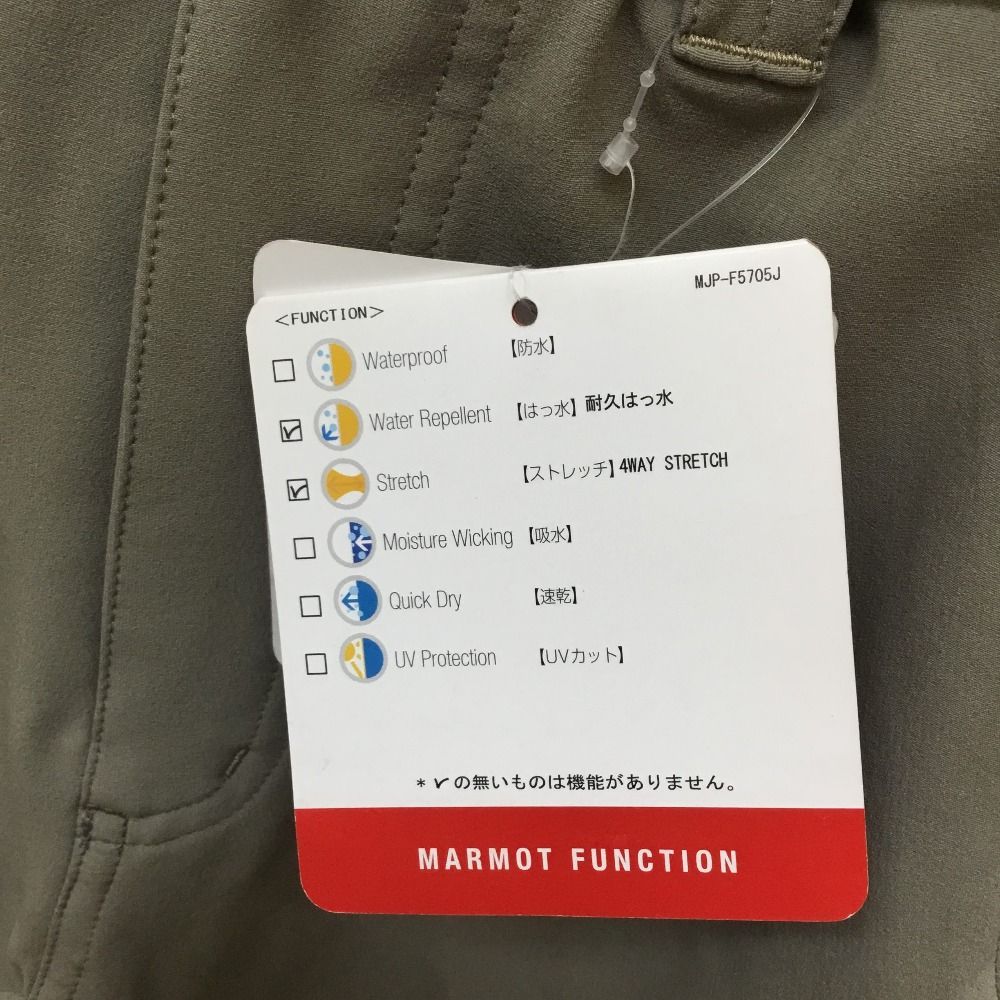 MJP-F5705J
<FUNCTION>
Waterproof 【防水】
Water Repellent 【はっ水】 耐久はっ水
Stretch 【ストレッチ】 4WAY STRETCH
Moisture Wicking 【吸水】
Quick Dry 【速乾】
UV Protection 【UVカット】
*✓の無いものは機能がありません。
MARMOT FUNCTION